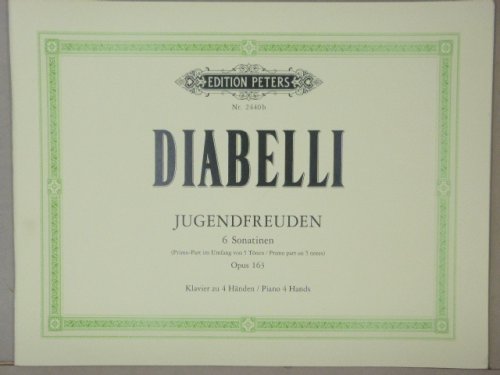 EDITION PETERS
Nr. 2440b
DIABELLI
JUGENDFREUDEN
6 Sonatinen
(Primo-Part im Umfang von 5 Tönen / Primo part on 5 notes)
Opus 163
Klavier zu 4 Händen / Piano 4 Hands